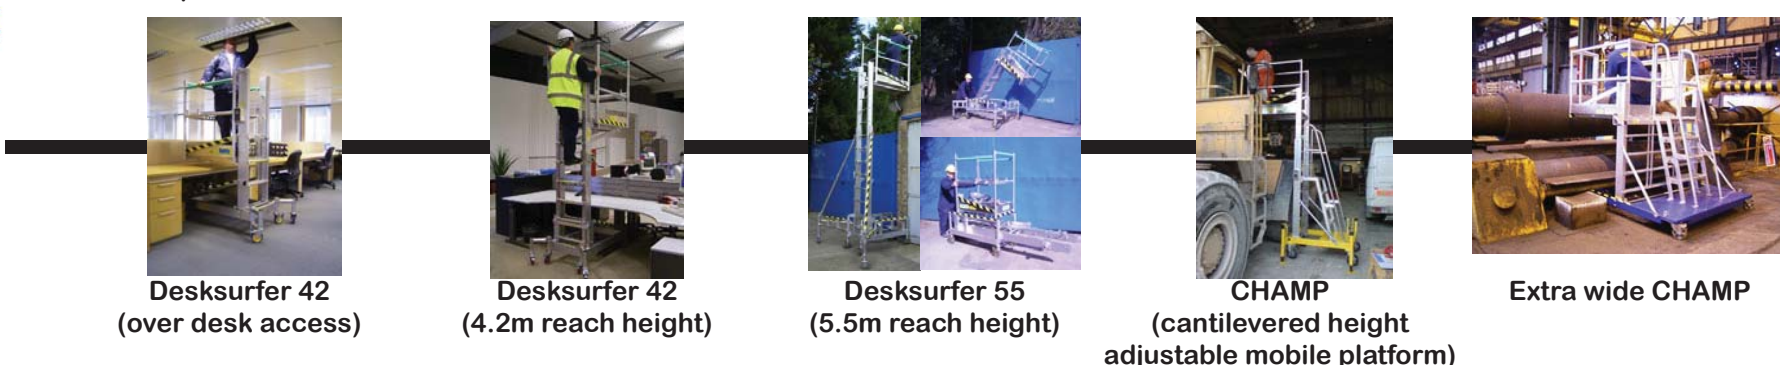 Desksurfer 42
(over desk access)
Desksurfer 42
(4.2m reach height)
Desksurfer 55
(5.5m reach height)
CHAMP
(cantilevered height
adjustable mobile platform)
Extra wide CHAMP